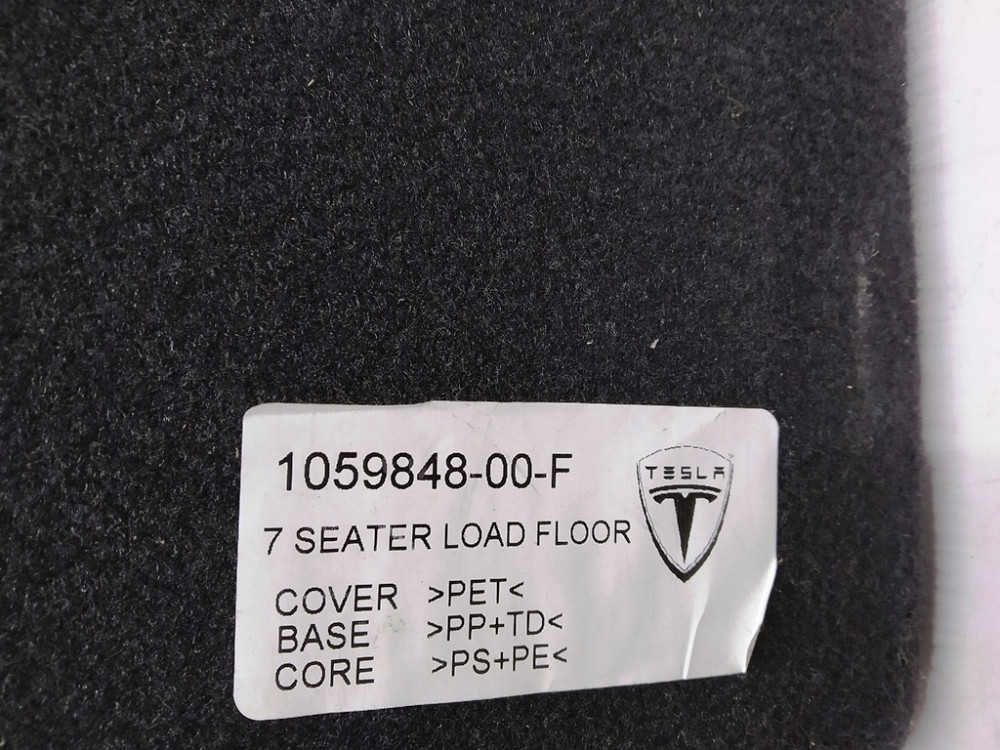 1059848-00-F
TESLA
7 SEATER LOAD FLOOR
COVER >PET<
BASE >PP+TD<
CORE >PS+PE<